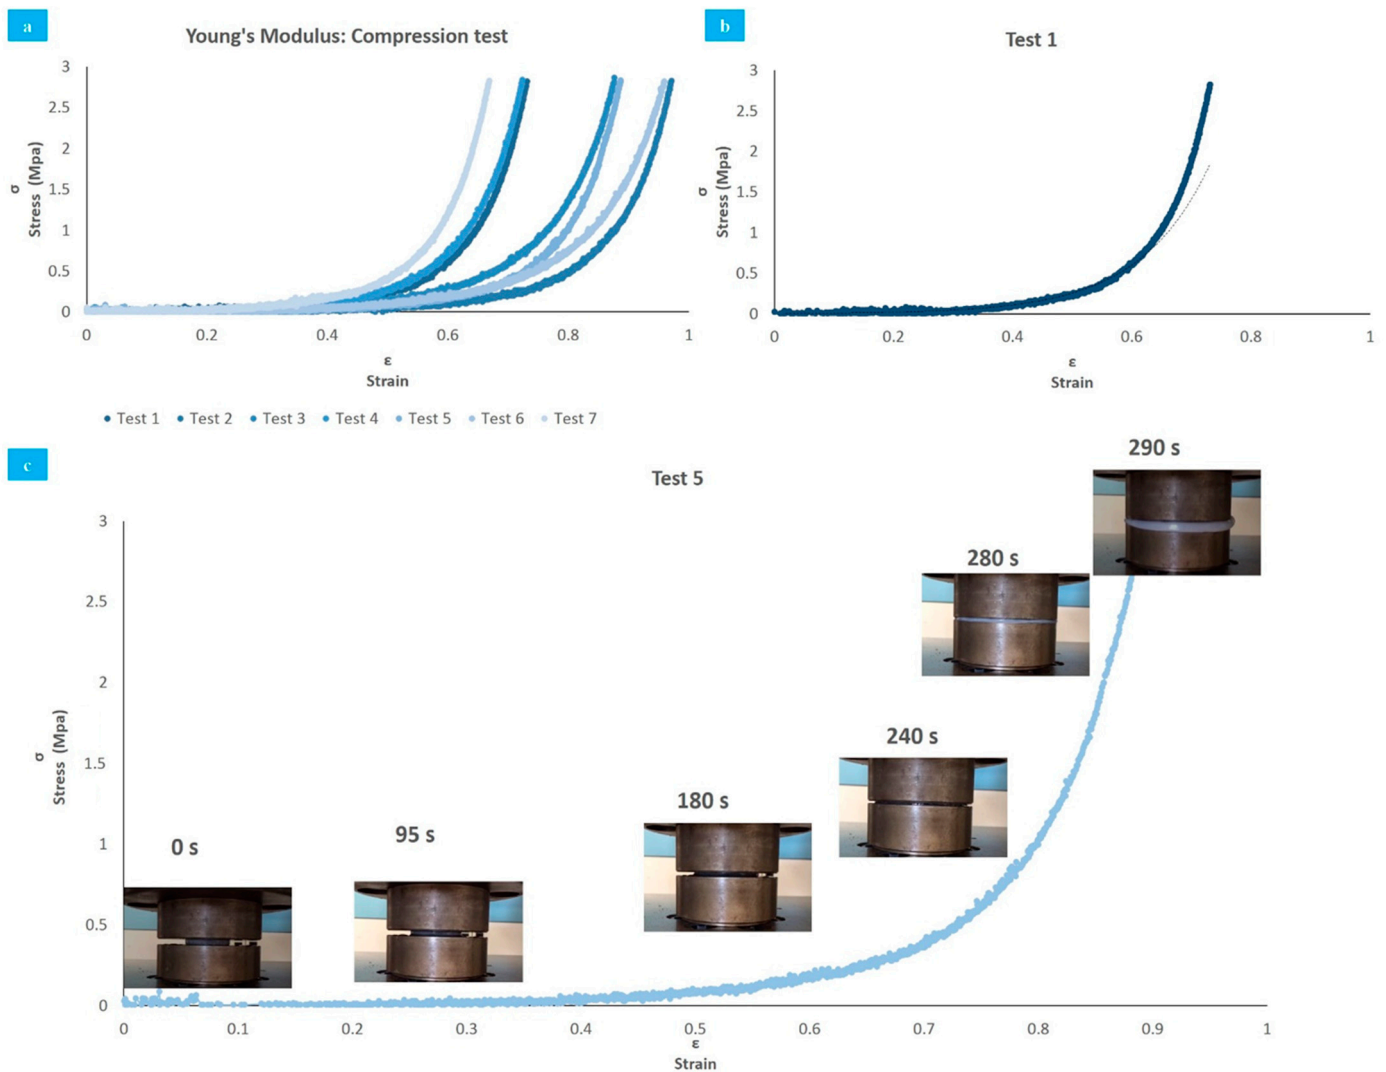 a
Young's Modulus: Compression test
3
2.5
2
1.5
1
0.5
0
σ
Stress (Mpa)
0 0.2 0.4 0.6 0.8 1
ε
Strain
Test 1 Test 2 Test 3 Test 4 Test 5 Test 6 Test 7
b
Test 1
3
2.5
2
1.5
1
0.5
0
σ
Stress (Mpa)
0 0.2 0.4 0.6 0.8 1
ε
Strain
c
Test 5
3
2.5
2
1.5
1
0.5
0
σ
Stress (Mpa)
0 s
95 s
180 s
240 s
280 s
290 s
0 0.1 0.2 0.3 0.4 0.5 0.6 0.7 0.8 0.9 1
ε
Strain